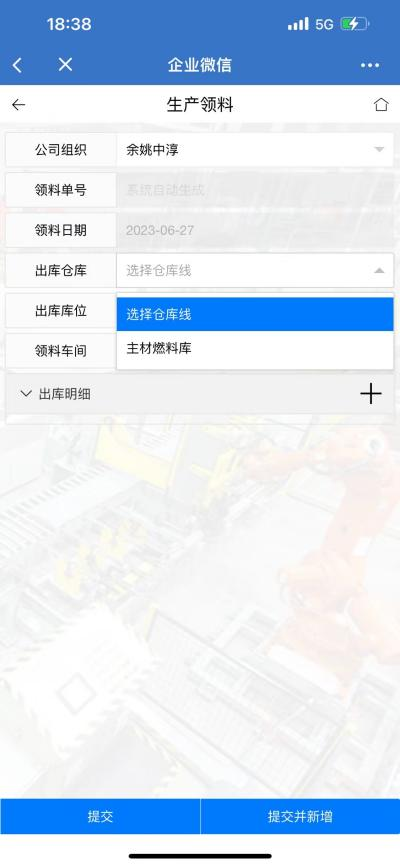 18:38
5G
企业微信
生产领料
公司组织
余姚中淳
领料单号
系统自动生成
领料日期
2023-06-27
出库仓库
选择仓库线
出库库位
选择仓库线
主材燃料库
领料车间
出库明细
提交
提交并新增